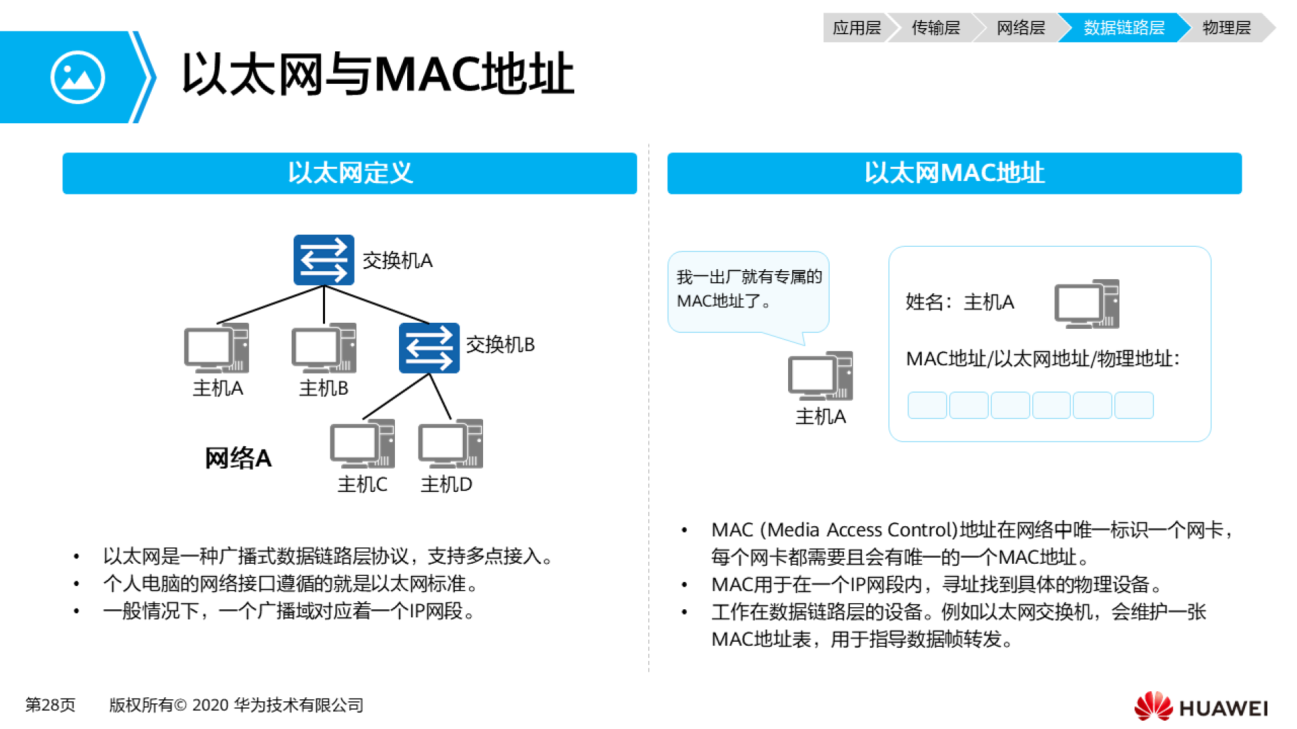 应用层 传输层 网络层 数据链路层 物理层
以太网与MAC地址
以太网定义
交换机A
主机A
主机B
交换机B
网络A
主机C
主机D
• 以太网是一种广播式数据链路层协议，支持多点接入。
• 个人电脑的网络接口遵循的就是以太网标准。
• 一般情况下，一个广播域对应着一个IP网段。
以太网MAC地址
我一出厂就有专属的
MAC地址了。
主机A
姓名：主机A
MAC地址/以太网地址/物理地址：
• MAC (Media Access Control)地址在网络中唯一标识一个网卡，
每个网卡都需要且会有唯一的一个MAC地址。
• MAC用于在一个IP网段内，寻址找到具体的物理设备。
• 工作在数据链路层的设备。例如以太网交换机，会维护一张
MAC地址表，用于指导数据帧转发。
第28页 版权所有© 2020 华为技术有限公司
HUAWEI